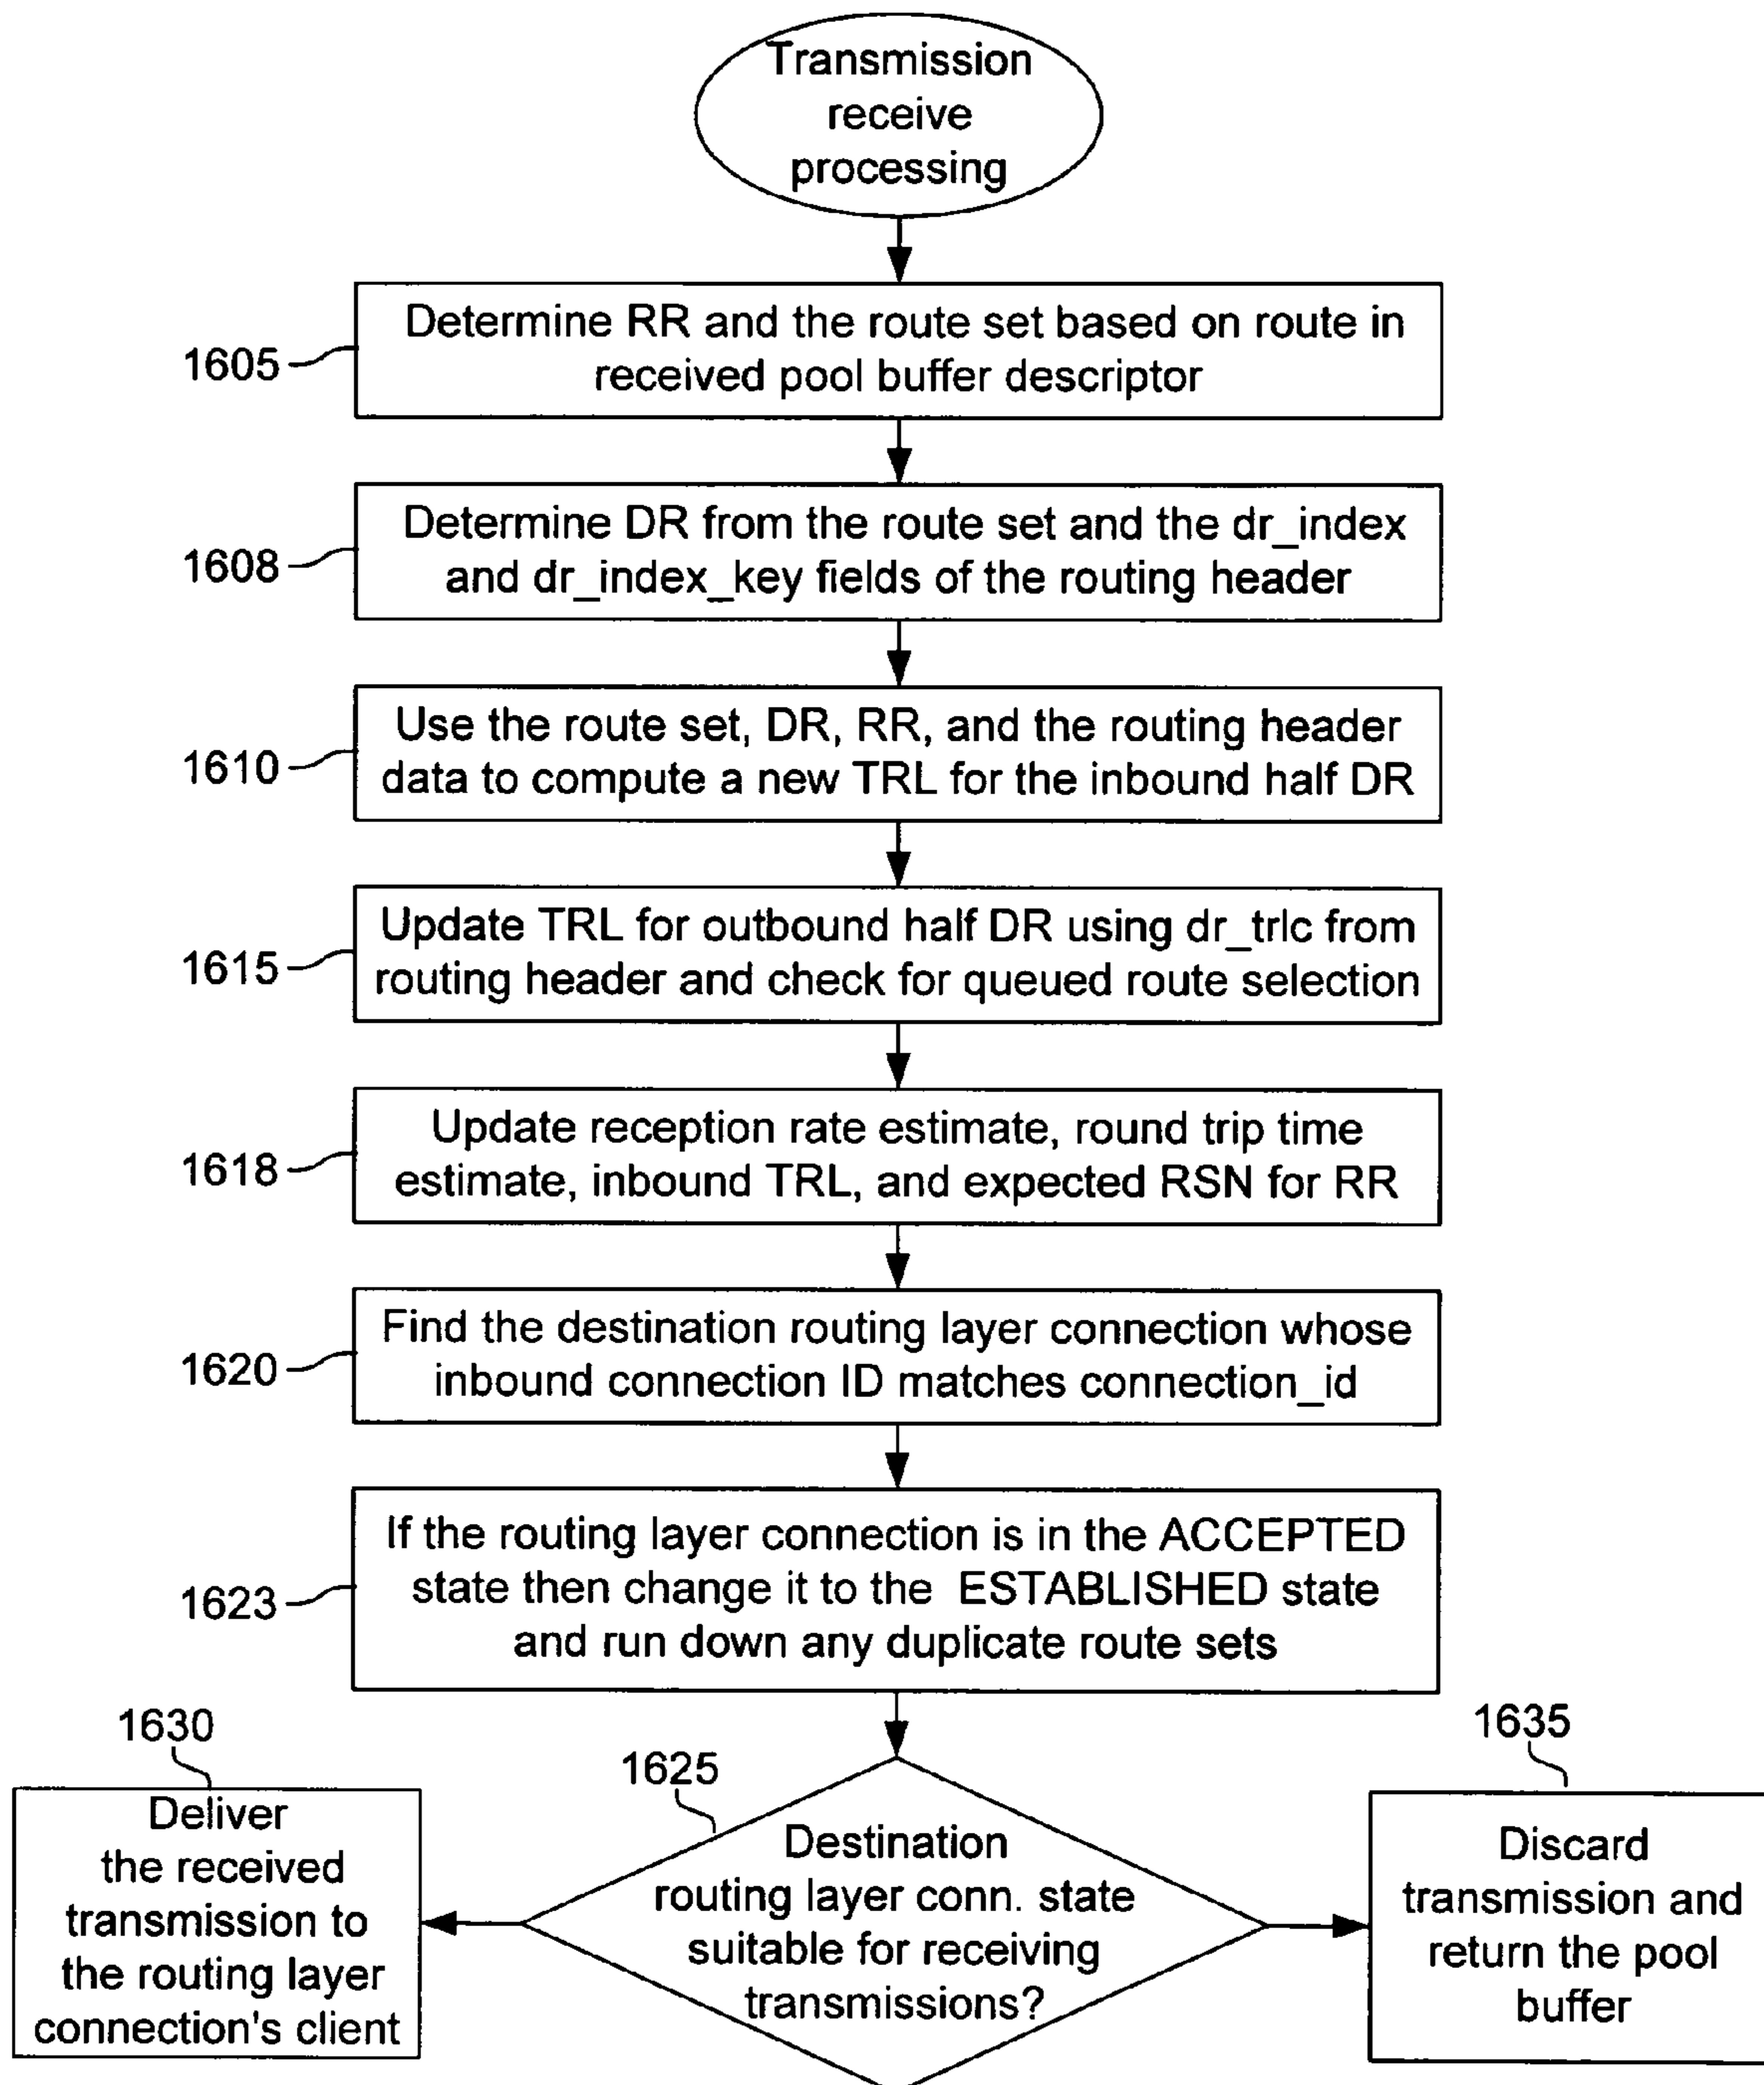 Transmission
receive
processing
1605
Determine RR and the route set based on route in
received pool buffer descriptor
1608
Determine DR from the route set and the dr_index
and dr_index_key fields of the routing header
1610
Use the route set, DR, RR, and the routing header
data to compute a new TRL for the inbound half DR
1615
Update TRL for outbound half DR using dr_trlc from
routing header and check for queued route selection
1618
Update reception rate estimate, round trip time
estimate, inbound TRL, and expected RSN for RR
1620
Find the destination routing layer connection whose
inbound connection ID matches connection_id
1623
If the routing layer connection is in the ACCEPTED
state then change it to the ESTABLISHED state
and run down any duplicate route sets
1630
Deliver
the received
transmission to
the routing layer
connection's client
1625
Destination
routing layer conn. state
suitable for receiving
transmissions?
1635
Discard
transmission and
return the pool
buffer